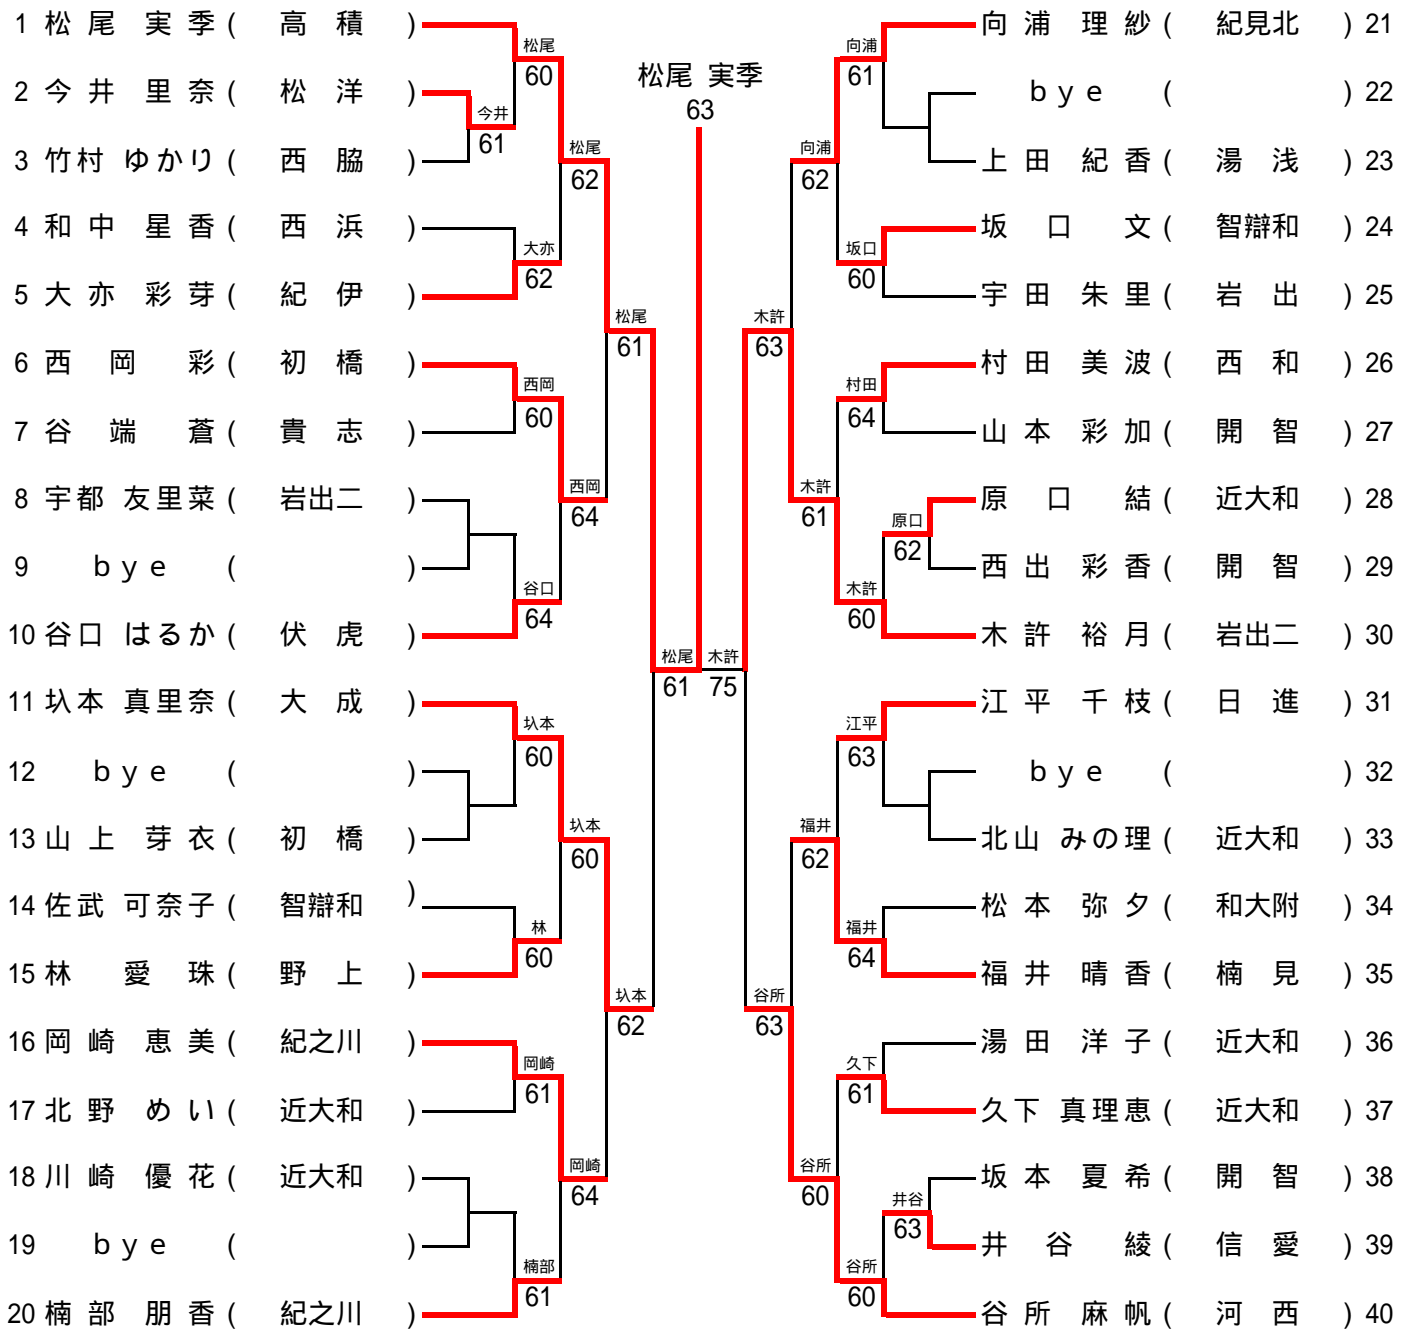 松尾 実季
63
1 松尾 実季 ( 高積 )
2 今井 里奈 ( 松洋 )
3 竹村 ゆかり ( 西脇 )
4 和中 星香 ( 西浜 )
5 大亦 彩芽 ( 紀伊 )
6 西岡 彩 ( 初橋 )
7 谷端 蒼 ( 貴志 )
8 宇都 友里菜 ( 岩出二 )
9 bye ( )
10 谷口 はるか ( 伏虎 )
11 圦本 真里奈 ( 大成 )
12 bye ( )
13 山上 芽衣 ( 初橋 )
14 佐武 可奈子 ( 智辯和 )
15 林 愛珠 ( 野上 )
16 岡崎 恵美 ( 紀之川 )
17 北野 めい ( 近大和 )
18 川崎 優花 ( 近大和 )
19 bye ( )
20 楠部 朋香 ( 紀之川 )
今井
61
松尾
60
大亦
62
西岡
60
谷口
64
圦本
60
林
60
岡崎
61
楠部
61
松尾
62
西岡
64
圦本
60
岡崎
64
松尾
61
圦本
62
松尾
61
木許
75
木許
63
谷所
63
向浦
62
木許
61
福井
62
谷所
60
向浦
61
坂口
60
村田
64
木許
60
江平
63
福井
64
久下
61
谷所
60
原口
62
井谷
63
向浦 理紗 ( 紀見北 ) 21
bye ( ) 22
上田 紀香 ( 湯浅 ) 23
坂口 文 ( 智辯和 ) 24
宇田 朱里 ( 岩出 ) 25
村田 美波 ( 西和 ) 26
山本 彩加 ( 開智 ) 27
原口 結 ( 近大和 ) 28
西出 彩香 ( 開智 ) 29
木許 裕月 ( 岩出二 ) 30
江平 千枝 ( 日進 ) 31
bye ( ) 32
北山 みの理 ( 近大和 ) 33
松本 弥夕 ( 和大附 ) 34
福井 晴香 ( 楠見 ) 35
湯田 洋子 ( 近大和 ) 36
久下 真理恵 ( 近大和 ) 37
坂本 夏希 ( 開智 ) 38
井谷 綾 ( 信愛 ) 39
谷所 麻帆 ( 河西 ) 40